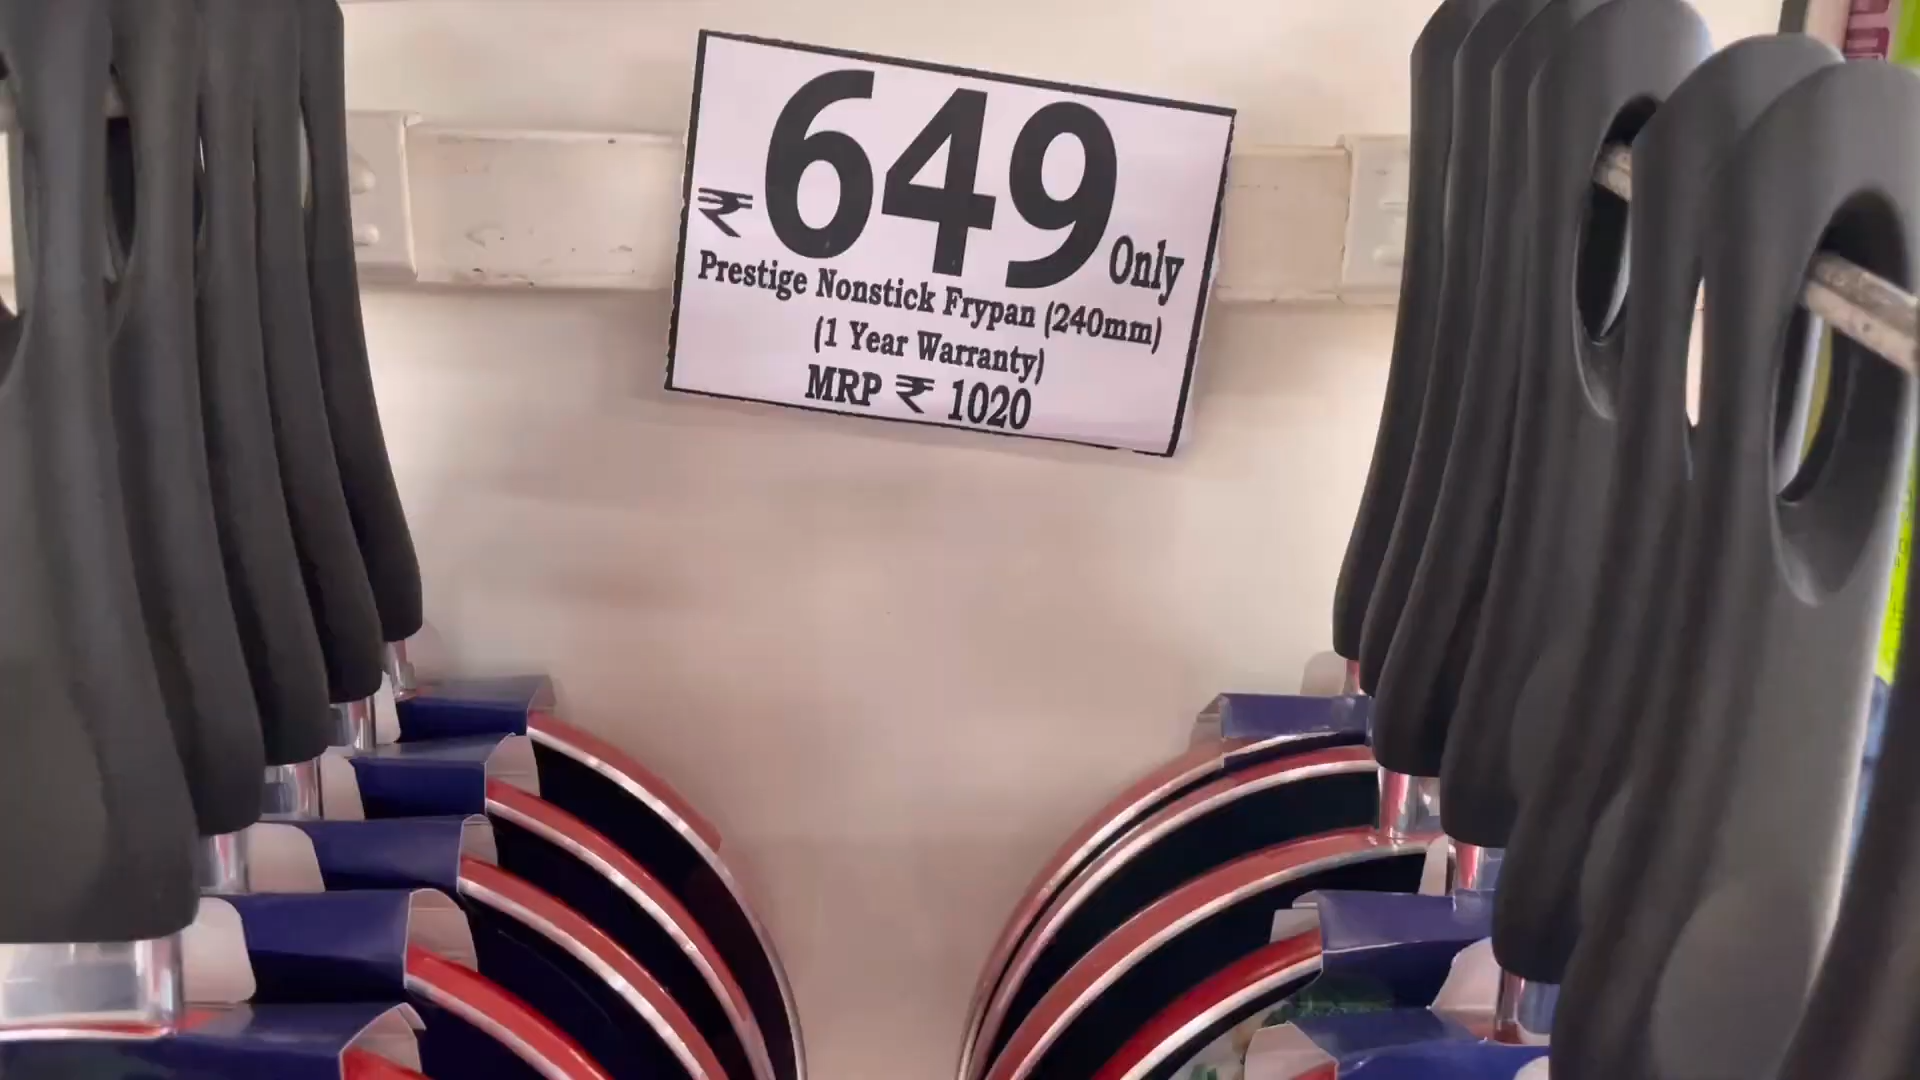 ₹ 649 Only
Prestige Nonstick Frypan (240mm)
(1 Year Warranty)
MRP ₹ 1020